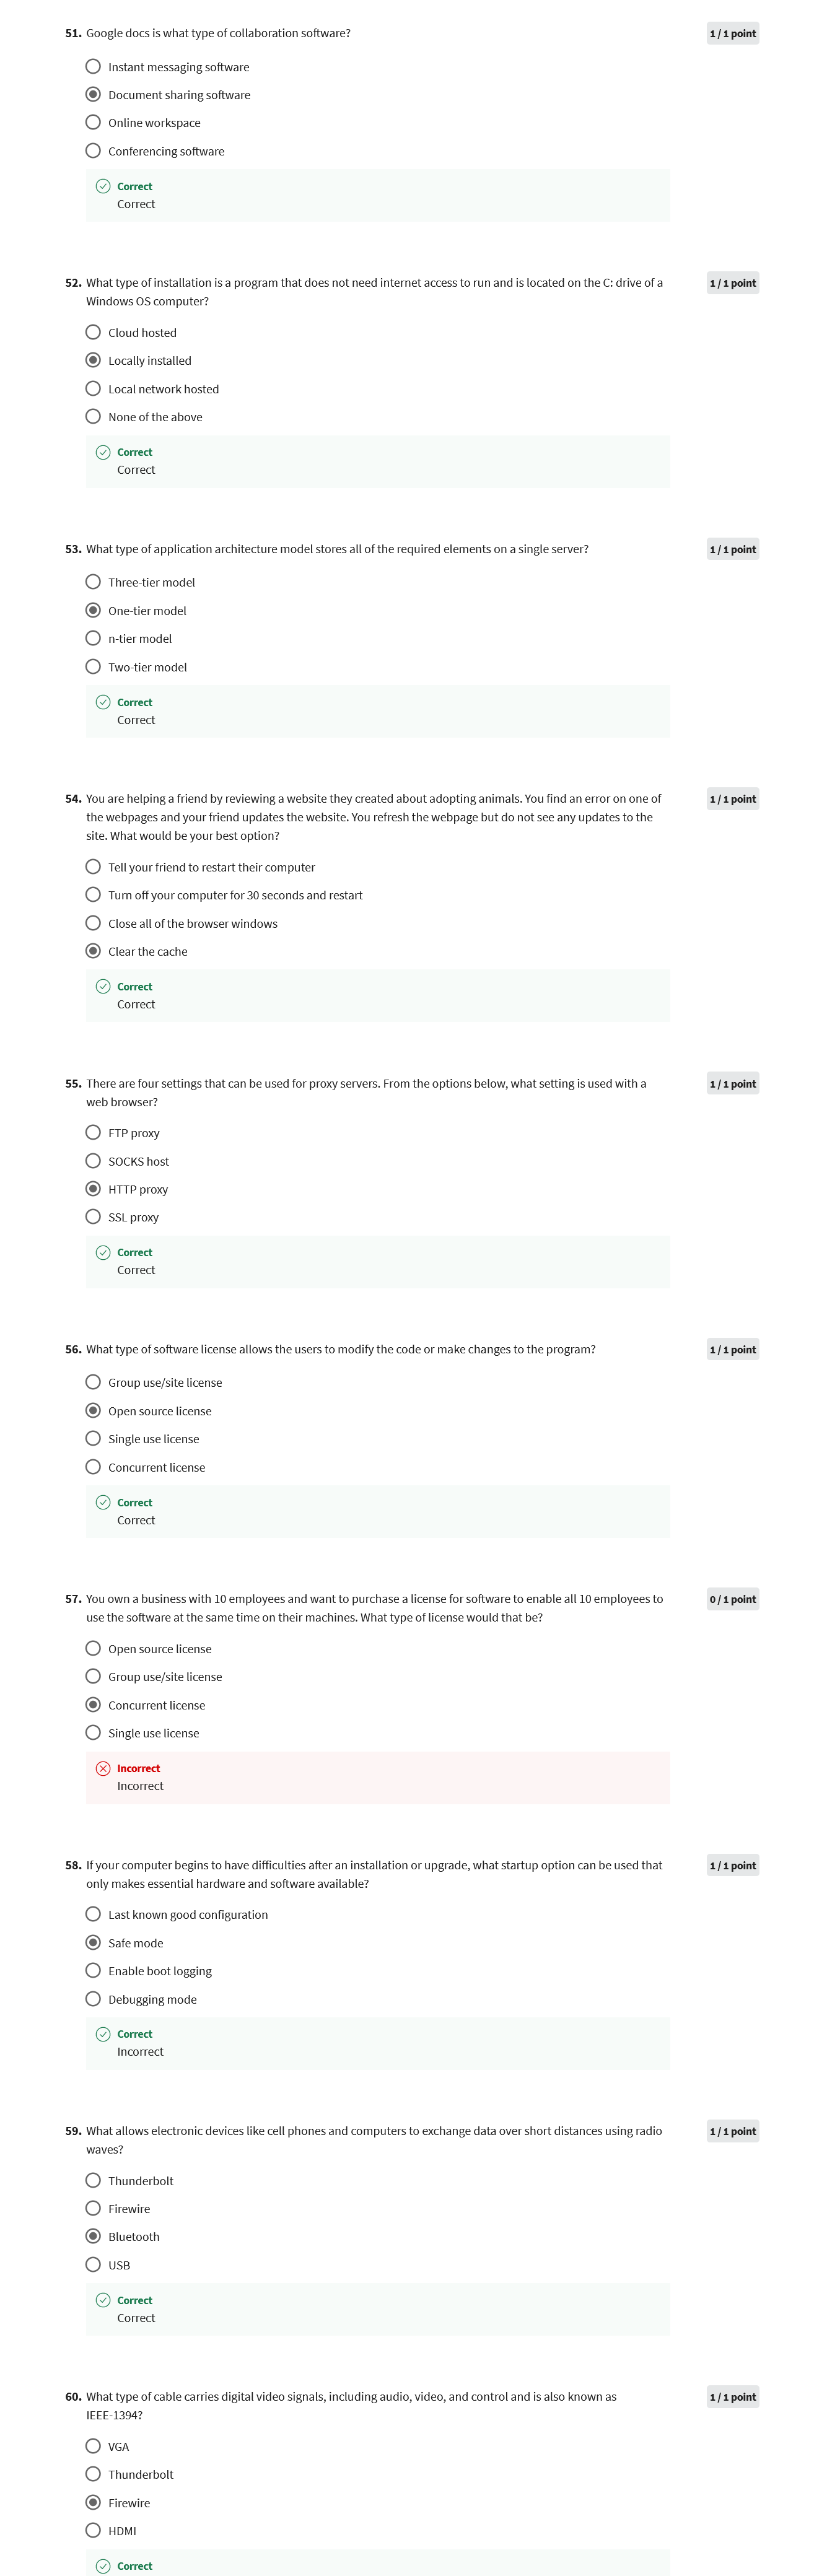 51. Google docs is what type of collaboration software?
1 / 1 point
Instant messaging software
Document sharing software
Online workspace
Conferencing software
Correct
Correct
52. What type of installation is a program that does not need internet access to run and is located on the C: drive of a
Windows OS computer?
1 / 1 point
Cloud hosted
Locally installed
Local network hosted
None of the above
Correct
Correct
53. What type of application architecture model stores all of the required elements on a single server?
1 / 1 point
Three-tier model
One-tier model
n-tier model
Two-tier model
Correct
Correct
54. You are helping a friend by reviewing a website they created about adopting animals. You find an error on one of
the webpages and your friend updates the website. You refresh the webpage but do not see any updates to the
site. What would be your best option?
1 / 1 point
Tell your friend to restart their computer
Turn off your computer for 30 seconds and restart
Close all of the browser windows
Clear the cache
Correct
Correct
55. There are four settings that can be used for proxy servers. From the options below, what setting is used with a
web browser?
1 / 1 point
FTP proxy
SOCKS host
HTTP proxy
SSL proxy
Correct
Correct
56. What type of software license allows the users to modify the code or make changes to the program?
1 / 1 point
Group use/site license
Open source license
Single use license
Concurrent license
Correct
Correct
57. You own a business with 10 employees and want to purchase a license for software to enable all 10 employees to
use the software at the same time on their machines. What type of license would that be?
0 / 1 point
Open source license
Group use/site license
Concurrent license
Single use license
Incorrect
Incorrect
58. If your computer begins to have difficulties after an installation or upgrade, what startup option can be used that
only makes essential hardware and software available?
1 / 1 point
Last known good configuration
Safe mode
Enable boot logging
Debugging mode
Correct
Incorrect
59. What allows electronic devices like cell phones and computers to exchange data over short distances using radio
waves?
1 / 1 point
Thunderbolt
Firewire
Bluetooth
USB
Correct
Correct
60. What type of cable carries digital video signals, including audio, video, and control and is also known as
IEEE-1394?
1 / 1 point
VGA
Thunderbolt
Firewire
HDMI
Correct